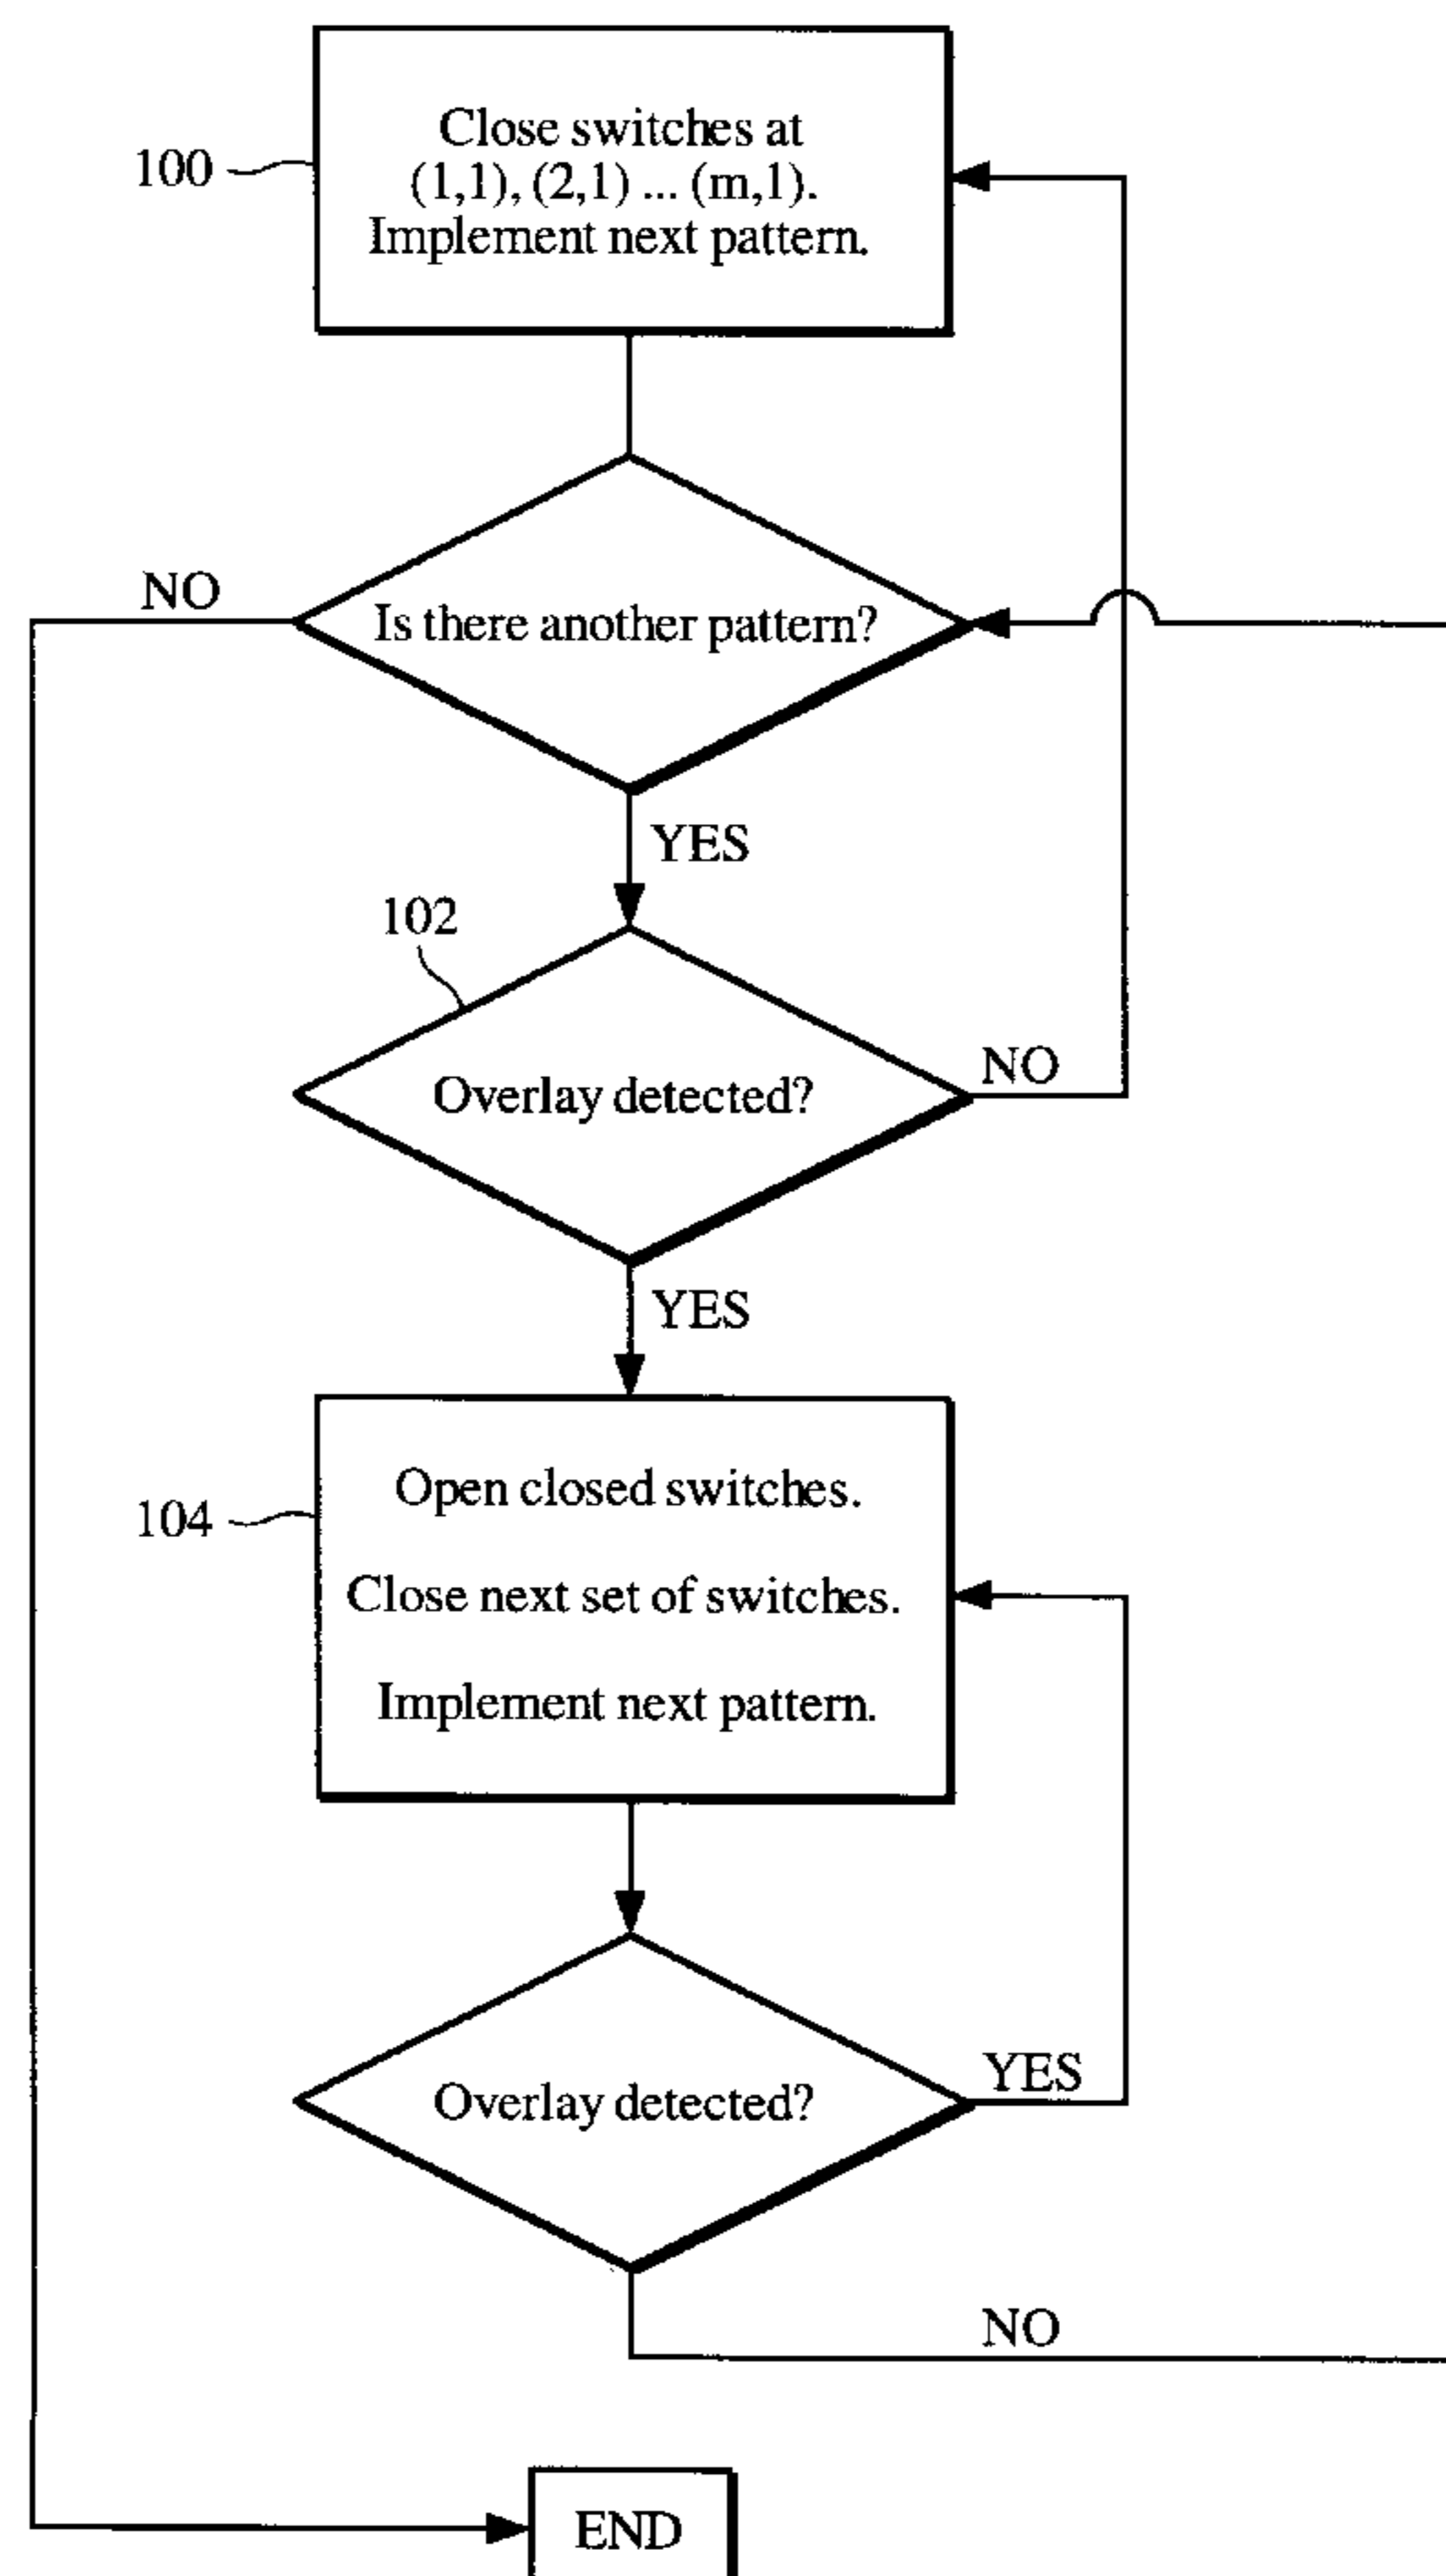 Close switches at
(1,1), (2,1) ... (m,1).
Implement next pattern.
100
NO
Is there another pattern?
YES
102
Overlay detected?
NO
YES
104
Open closed switches.
Close next set of switches.
Implement next pattern.
Overlay detected?
YES
NO
END